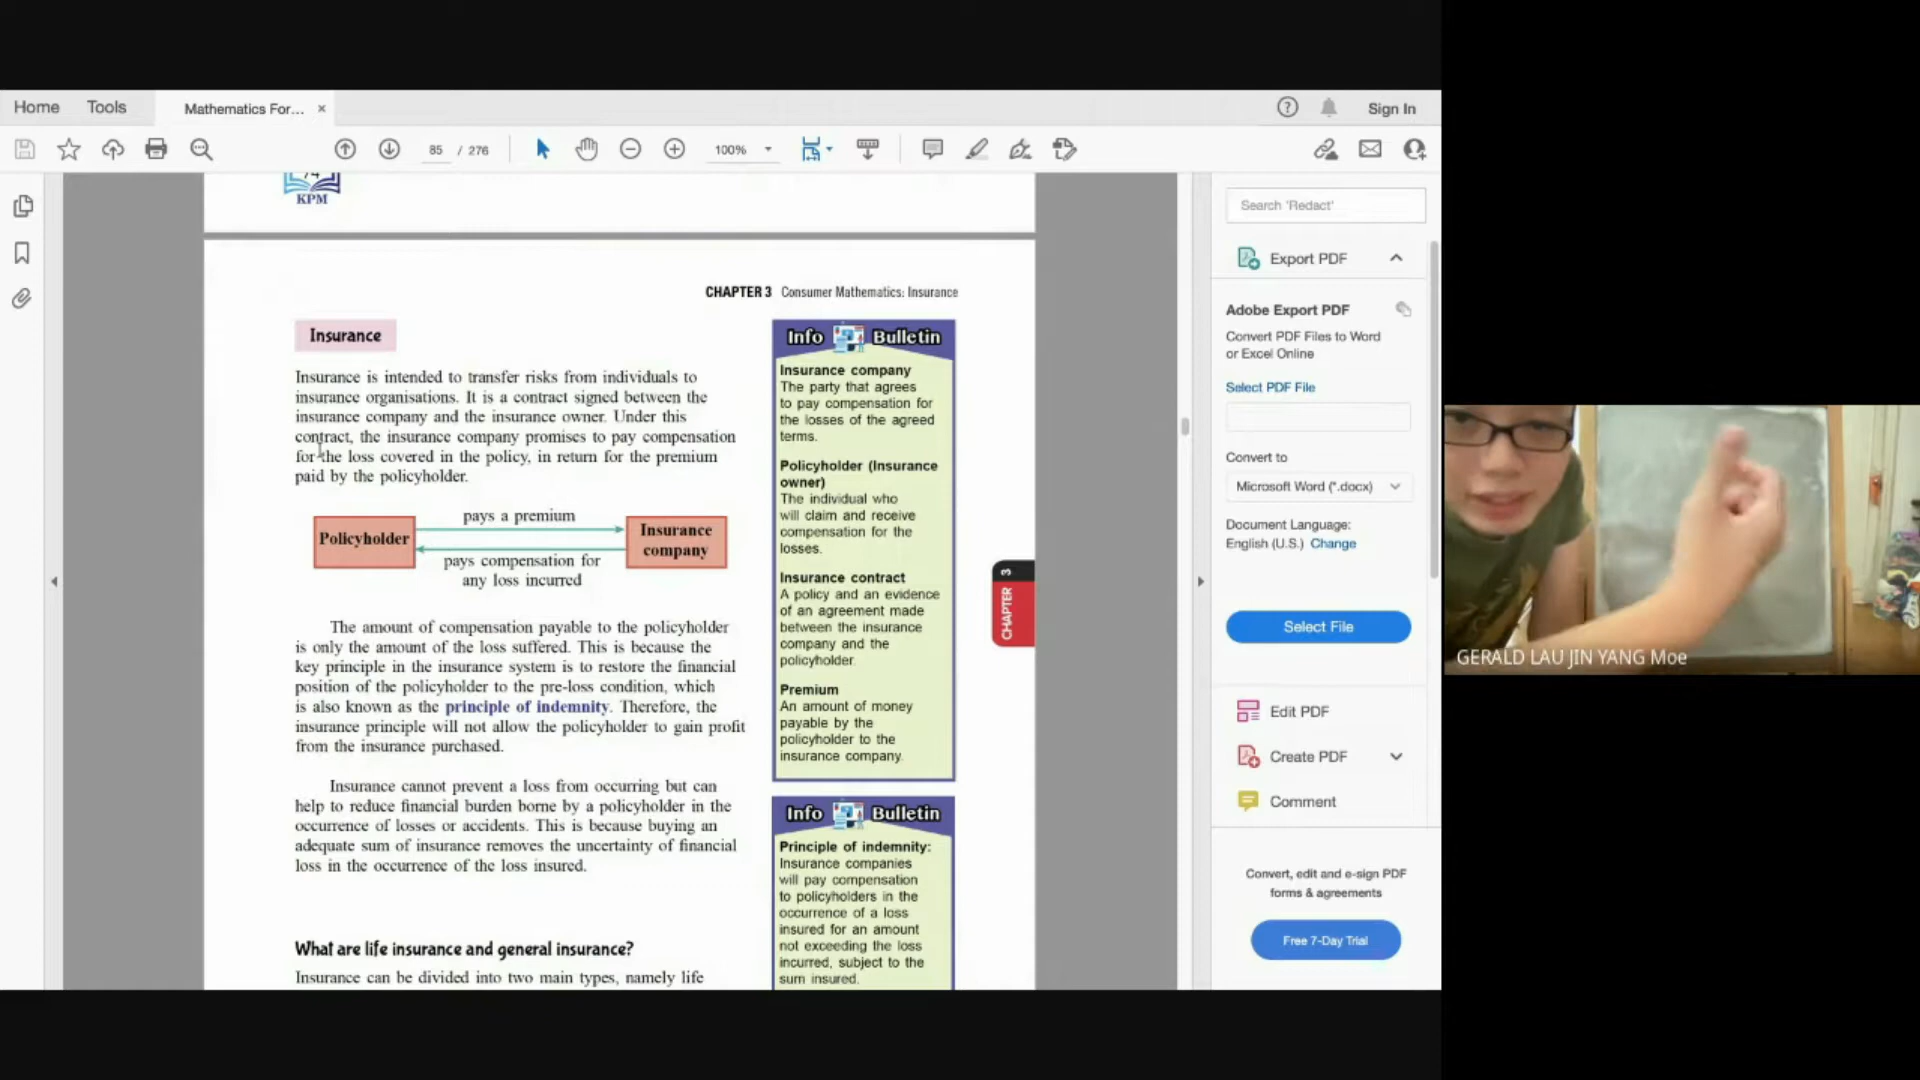 Home Tools Mathematics For... ×
Sign In
85 / 276 100%
KPM
CHAPTER 3 Consumer Mathematics: Insurance
Insurance
Insurance is intended to transfer risks from individuals to
insurance organisations. It is a contract signed between the
insurance company and the insurance owner. Under this
contract, the insurance company promises to pay compensation
for the loss covered in the policy, in return for the premium
paid by the policyholder.
pays a premium
Policyholder
Insurance
company
pays compensation for
any loss incurred
The amount of compensation payable to the policyholder
is only the amount of the loss suffered. This is because the
key principle in the insurance system is to restore the financial
position of the policyholder to the pre-loss condition, which
is also known as the principle of indemnity. Therefore, the
insurance principle will not allow the policyholder to gain profit
from the insurance purchased.
Insurance cannot prevent a loss from occurring but can
help to reduce financial burden borne by a policyholder in the
occurrence of losses or accidents. This is because buying an
adequate sum of insurance removes the uncertainty of financial
loss in the occurrence of the loss insured.
What are life insurance and general insurance?
Insurance can be divided into two main types, namely life
Info Bulletin
Insurance company
The party that agrees
to pay compensation for
the losses of the agreed
terms.
Policyholder (Insurance
owner)
The individual who
will claim and receive
compensation for the
losses.
Insurance contract
A policy and an evidence
of an agreement made
between the insurance
company and the
policyholder.
Premium
An amount of money
payable by the
policyholder to the
insurance company.
Info Bulletin
Principle of indemnity:
Insurance companies
will pay compensation
to policyholders in the
occurrence of a loss
insured for an amount
not exceeding the loss
incurred, subject to the
sum insured.
CHAPTER 3
Search 'Redact'
Export PDF
Adobe Export PDF
Convert PDF Files to Word
or Excel Online
Select PDF File
Convert to
Microsoft Word (*.docx)
Document Language:
English (U.S.) Change
Select File
Edit PDF
Create PDF
Comment
Convert, edit and e-sign PDF
forms & agreements
Free 7-Day Trial
GERALD LAU JIN YANG Moe